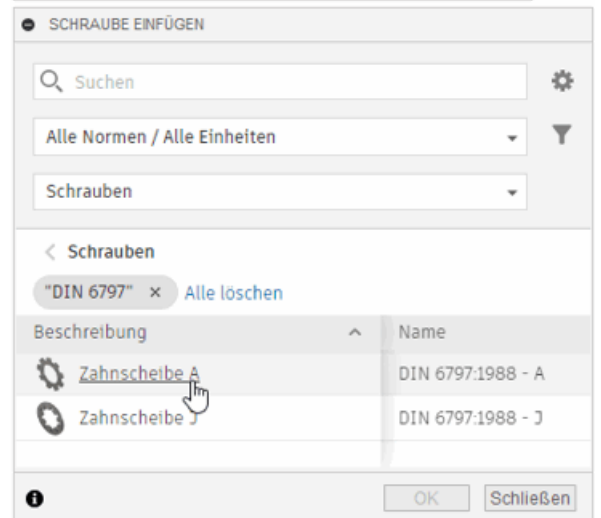 SCHRAUBE EINFÜGEN
Suchen
Alle Normen / Alle Einheiten
Schrauben
Schrauben
"DIN 6797" × Alle löschen
Beschreibung Name
Zahnscheibe A DIN 6797:1988 - A
Zahnscheibe J DIN 6797:1988 - J
OK Schließen